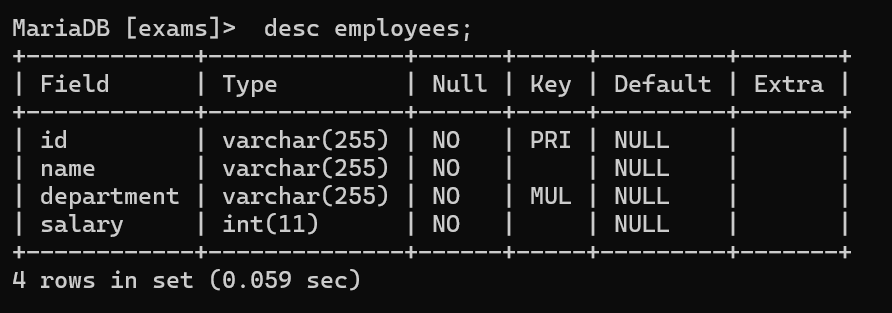 MariaDB [exams]>  desc employees;
+------------+--------------+------+-----+---------+-------+
| Field      | Type         | Null | Key | Default | Extra |
+------------+--------------+------+-----+---------+-------+
| id         | varchar(255) | NO   | PRI | NULL    |       |
| name       | varchar(255) | NO   |     | NULL    |       |
| department | varchar(255) | NO   | MUL | NULL    |       |
| salary     | int(11)      | NO   |     | NULL    |       |
+------------+--------------+------+-----+---------+-------+
4 rows in set (0.059 sec)